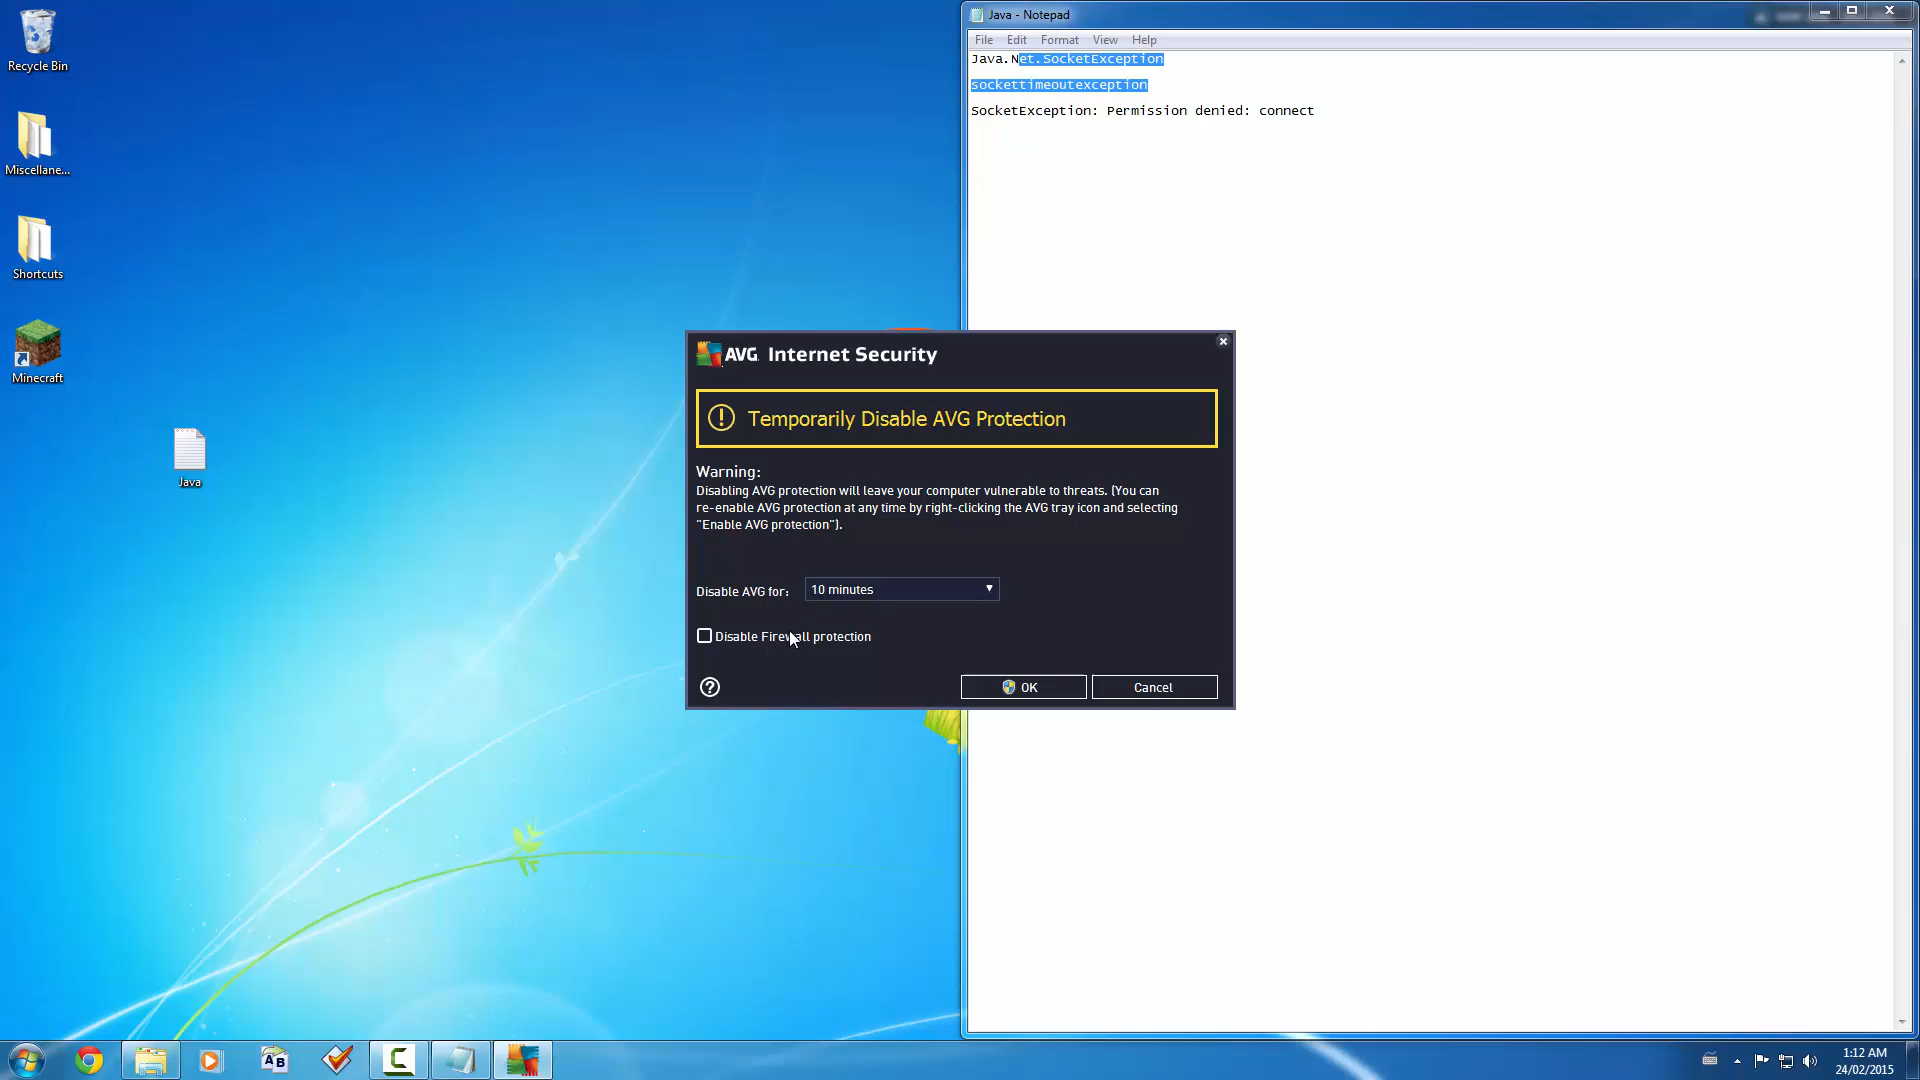 Recycle Bin
Miscellane...
Shortcuts
Minecraft
Java
Java - Notepad
File Edit Format View Help
Java.Net.SocketException
sockettimeoutexception
SocketException: Permission denied: connect
AVG. Internet Security
Temporarily Disable AVG Protection
Warning:
Disabling AVG protection will leave your computer vulnerable to threats. (You can
re-enable AVG protection at any time by right-clicking the AVG tray icon and selecting
"Enable AVG protection").
Disable AVG for: 10 minutes
Disable Firewall protection
OK Cancel
1:12 AM
24/02/2015